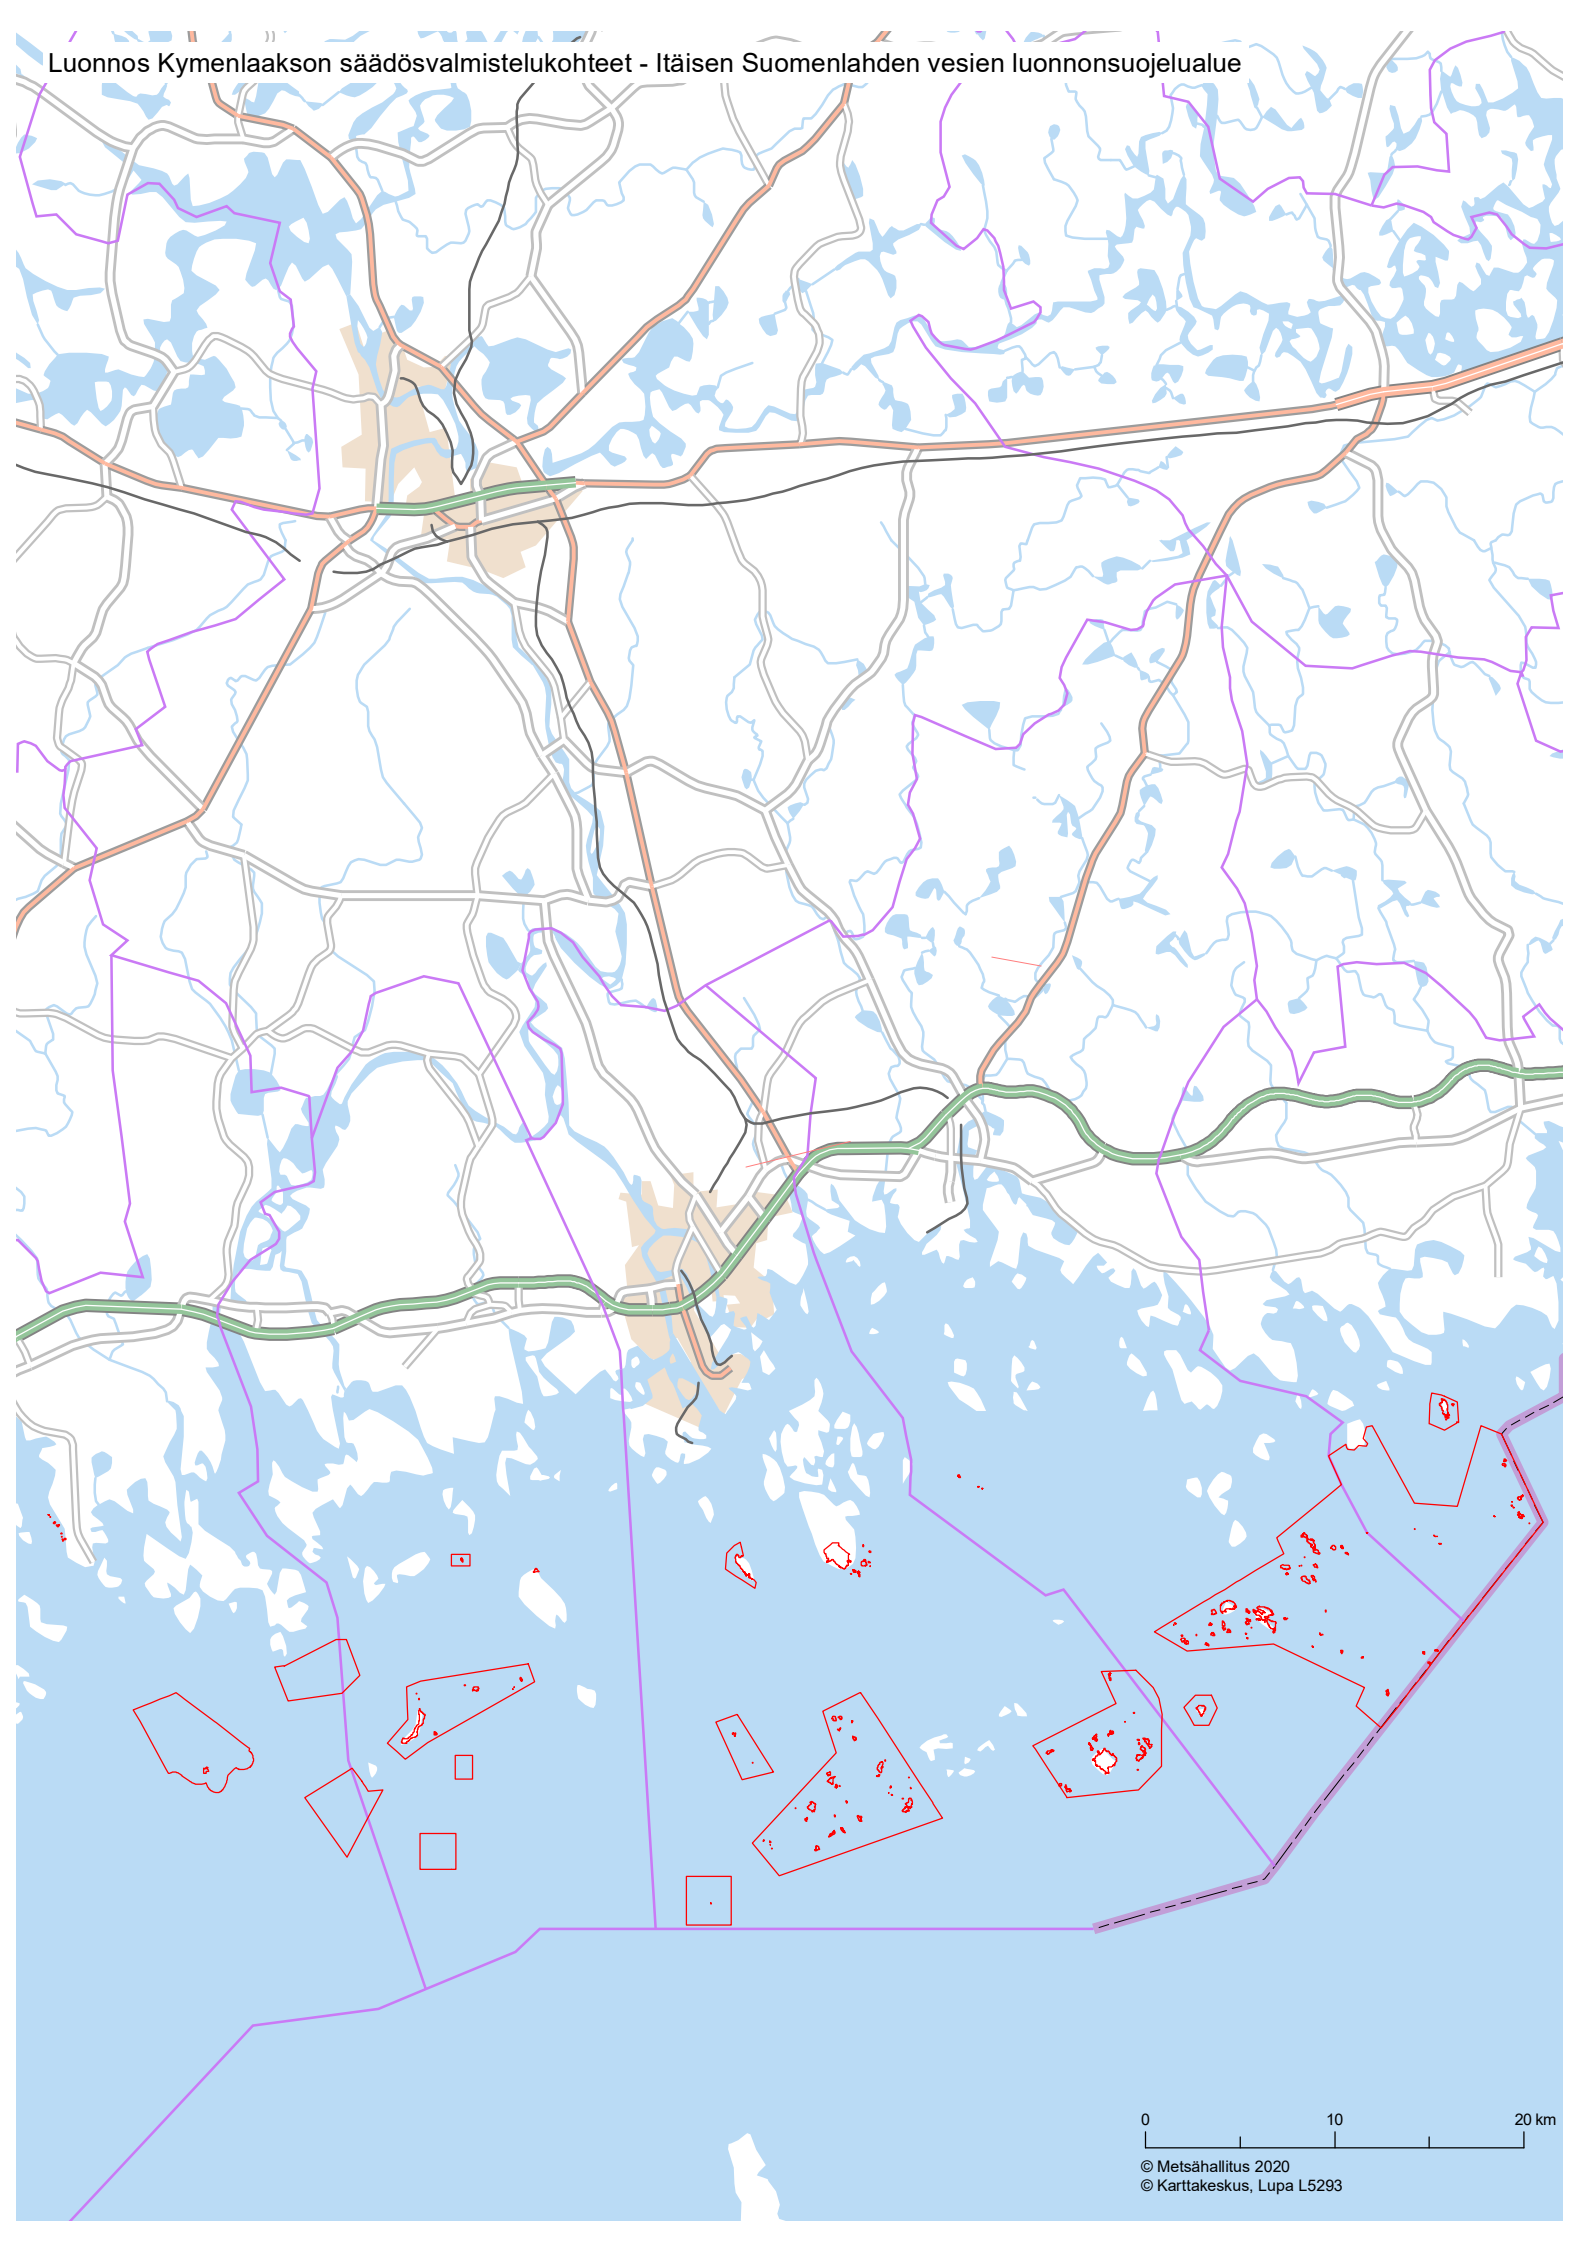 Luonnos Kymenlaakson säädösvalmistelukohteet - Itäisen Suomenlahden vesien luonnonsuojelualue
0 10 20 km
© Metsähallitus 2020
© Karttakeskus, Lupa L5293